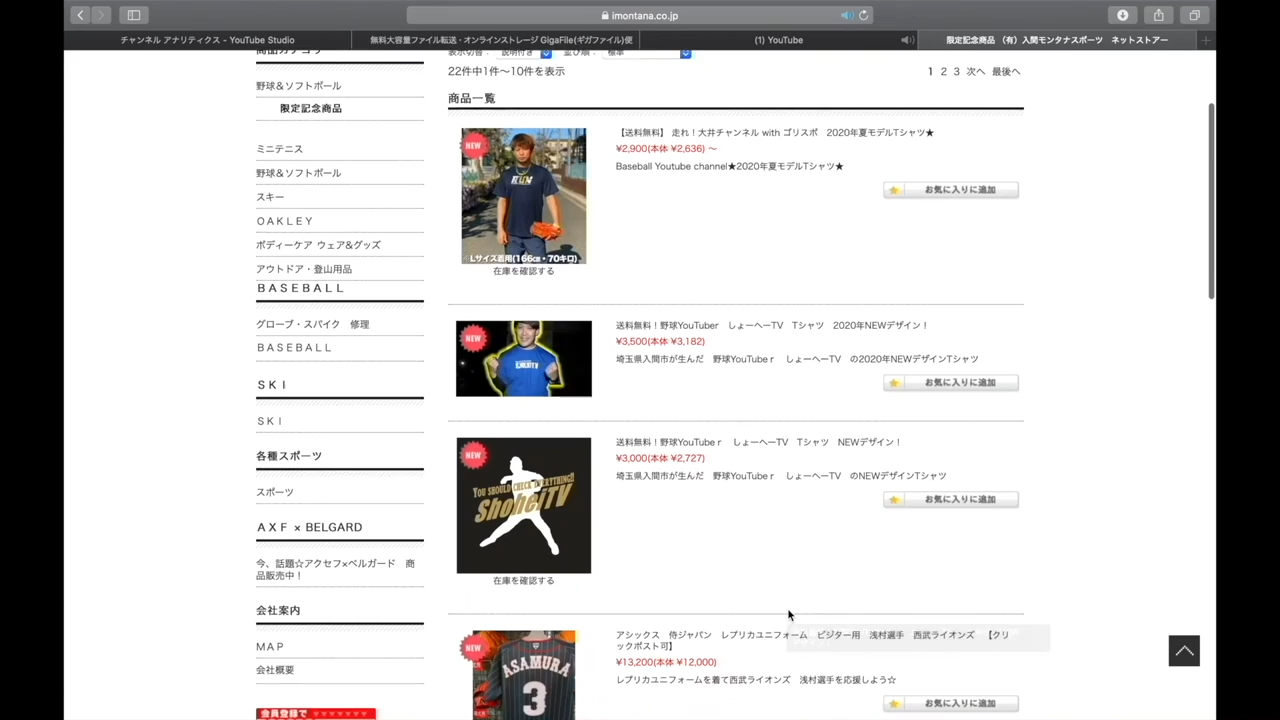 imontana.co.jp
チャンネル アナリティクス - YouTube Studio
無料大容量ファイル転送・オンラインストレージ GigaFile(ギガファイル)便
(1) YouTube
限定記念商品 （有）入間モンタナスポーツ ネットストアー
商品カテゴリ
野球＆ソフトボール
限定記念商品
ミニテニス
野球＆ソフトボール
スキー
ＯＡＫＬＥＹ
ボディーケア ウェア&グッズ
アウトドア・登山用品
ＢＡＳＥＢＡＬＬ
グローブ・スパイク　修理
ＢＡＳＥＢＡＬＬ
ＳＫＩ
ＳＫＩ
各種スポーツ
スポーツ
ＡＸＦ × BELGARD
今、話題☆アクセフ×ベルガード　商
品販売中！
会社案内
ＭＡＰ
会社概要
会員登録で
表示切替： 説明付き 並び順： 標準
22件中1件〜10件を表示
1 2 3 次へ 最後へ
商品一覧
NEW
Lサイズ着用(166㎝・70キロ)
在庫を確認する
【送料無料】 走れ！大井チャンネル with ゴリスポ　2020年夏モデルTシャツ★
¥2,900(本体 ¥2,636) 〜
Baseball Youtube channel★2020年夏モデルTシャツ★
お気に入りに追加
NEW
送料無料！野球YouTuber　しょーへーTV　Tシャツ　2020年NEWデザイン！
¥3,500(本体 ¥3,182)
埼玉県入間市が生んだ　野球YouTubeｒ　しょーへーTV　の2020年NEWデザインTシャツ
お気に入りに追加
NEW
YOU SHOULD CHECK EVERYTHING!!
ShoheiTV
在庫を確認する
送料無料！野球YouTubeｒ　しょーへーTV　Tシャツ　NEWデザイン！
¥3,000(本体 ¥2,727)
埼玉県入間市が生んだ　野球YouTubeｒ　しょーへーTV　のNEWデザインTシャツ
お気に入りに追加
NEW
ASAMURA
3
アシックス　侍ジャパン　レプリカユニフォーム　ビジター用　浅村選手　西武ライオンズ　【クリ
ックポスト可】
¥13,200(本体 ¥12,000)
レプリカユニフォームを着て西武ライオンズ　浅村選手を応援しよう☆
お気に入りに追加